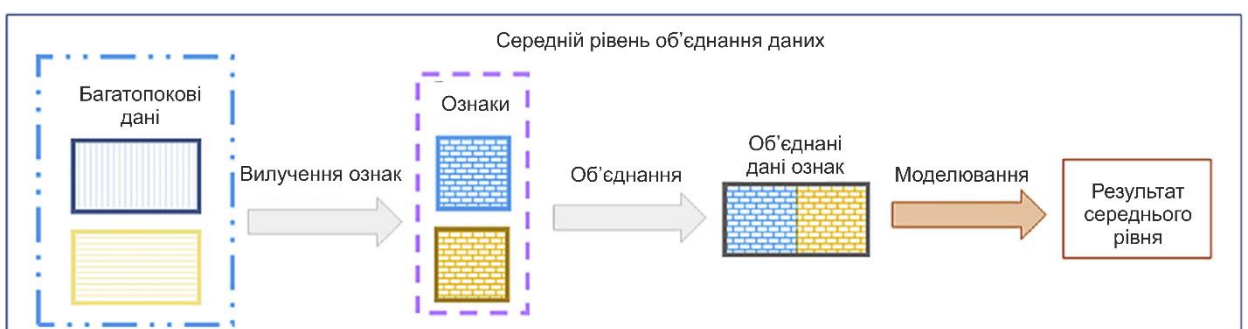 Середній рівень об’єднання даних
Багатопокові
дані
Вилучення ознак
Ознаки
Об’єднання
Об’єднані
дані ознак
Моделювання
Результат
середнього
рівня